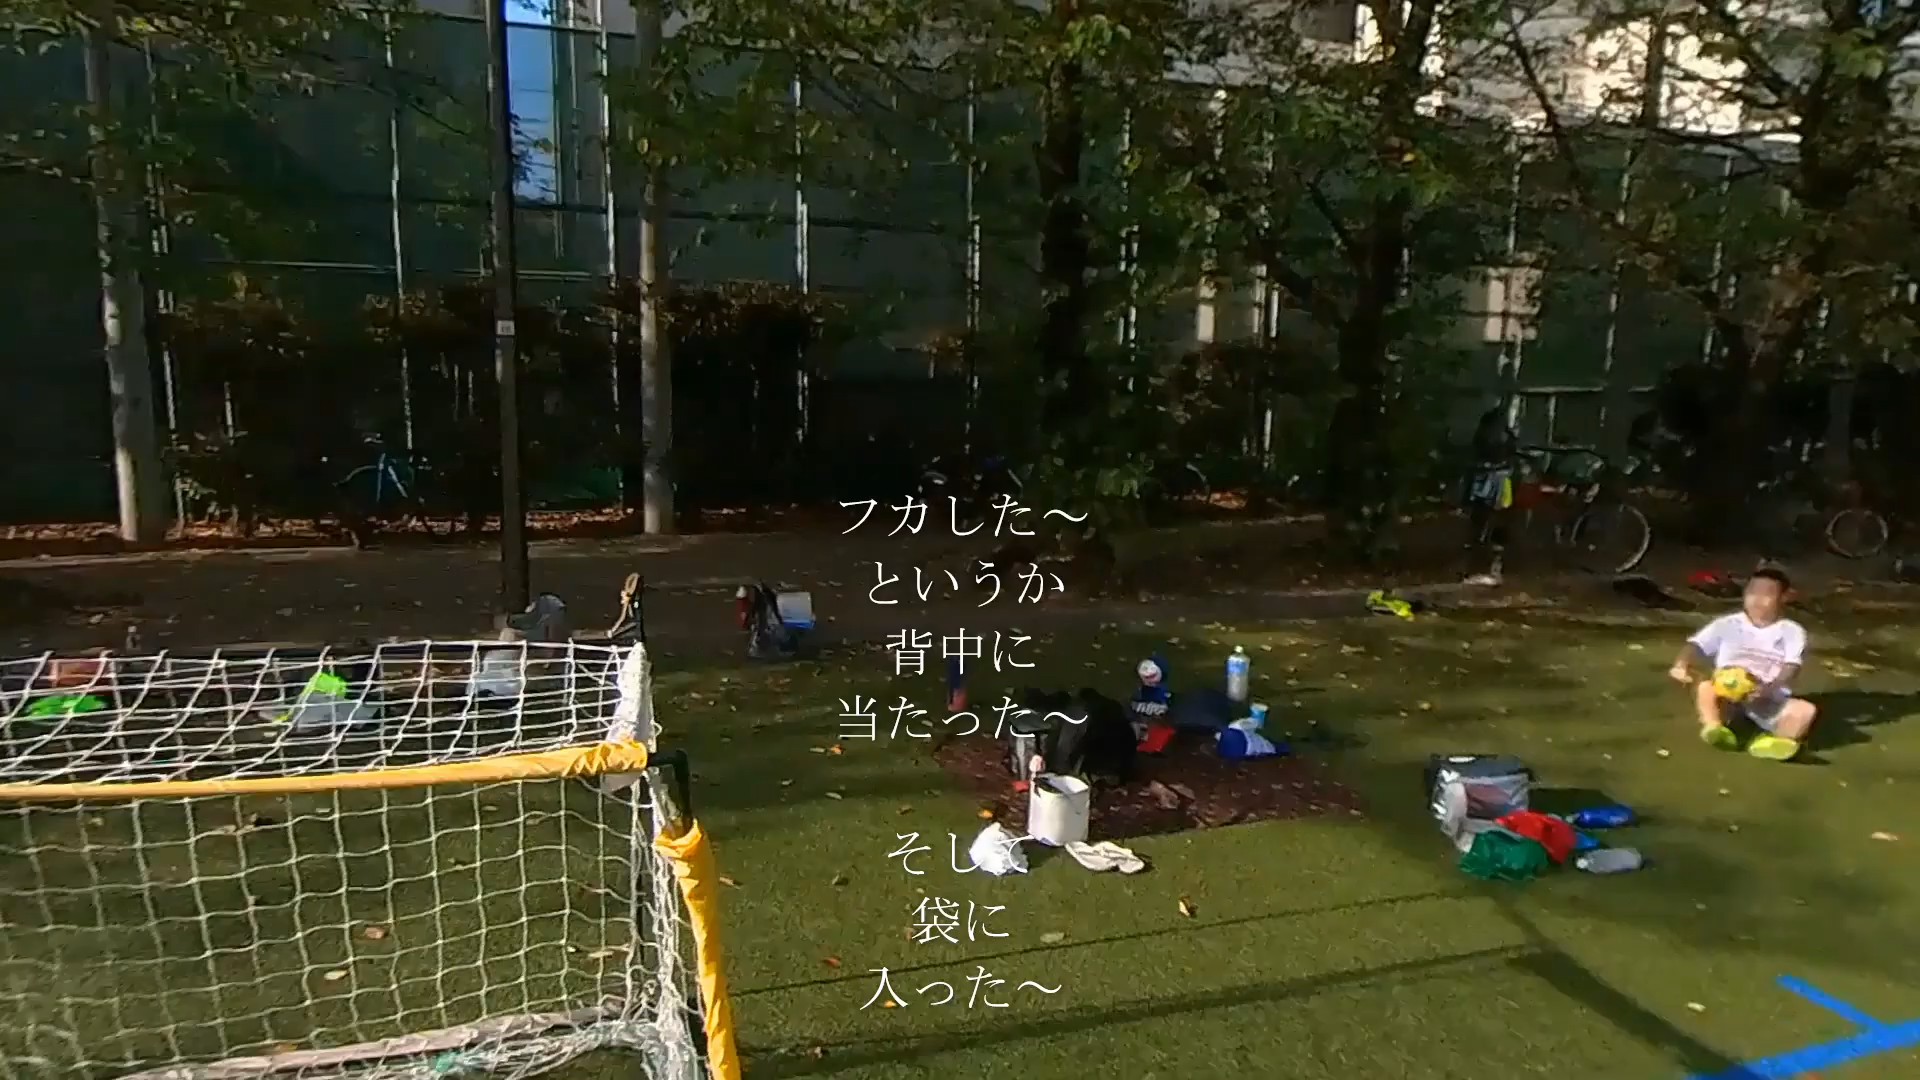 フカした〜
というか
背中に
当たった〜
そして
袋に
入った〜